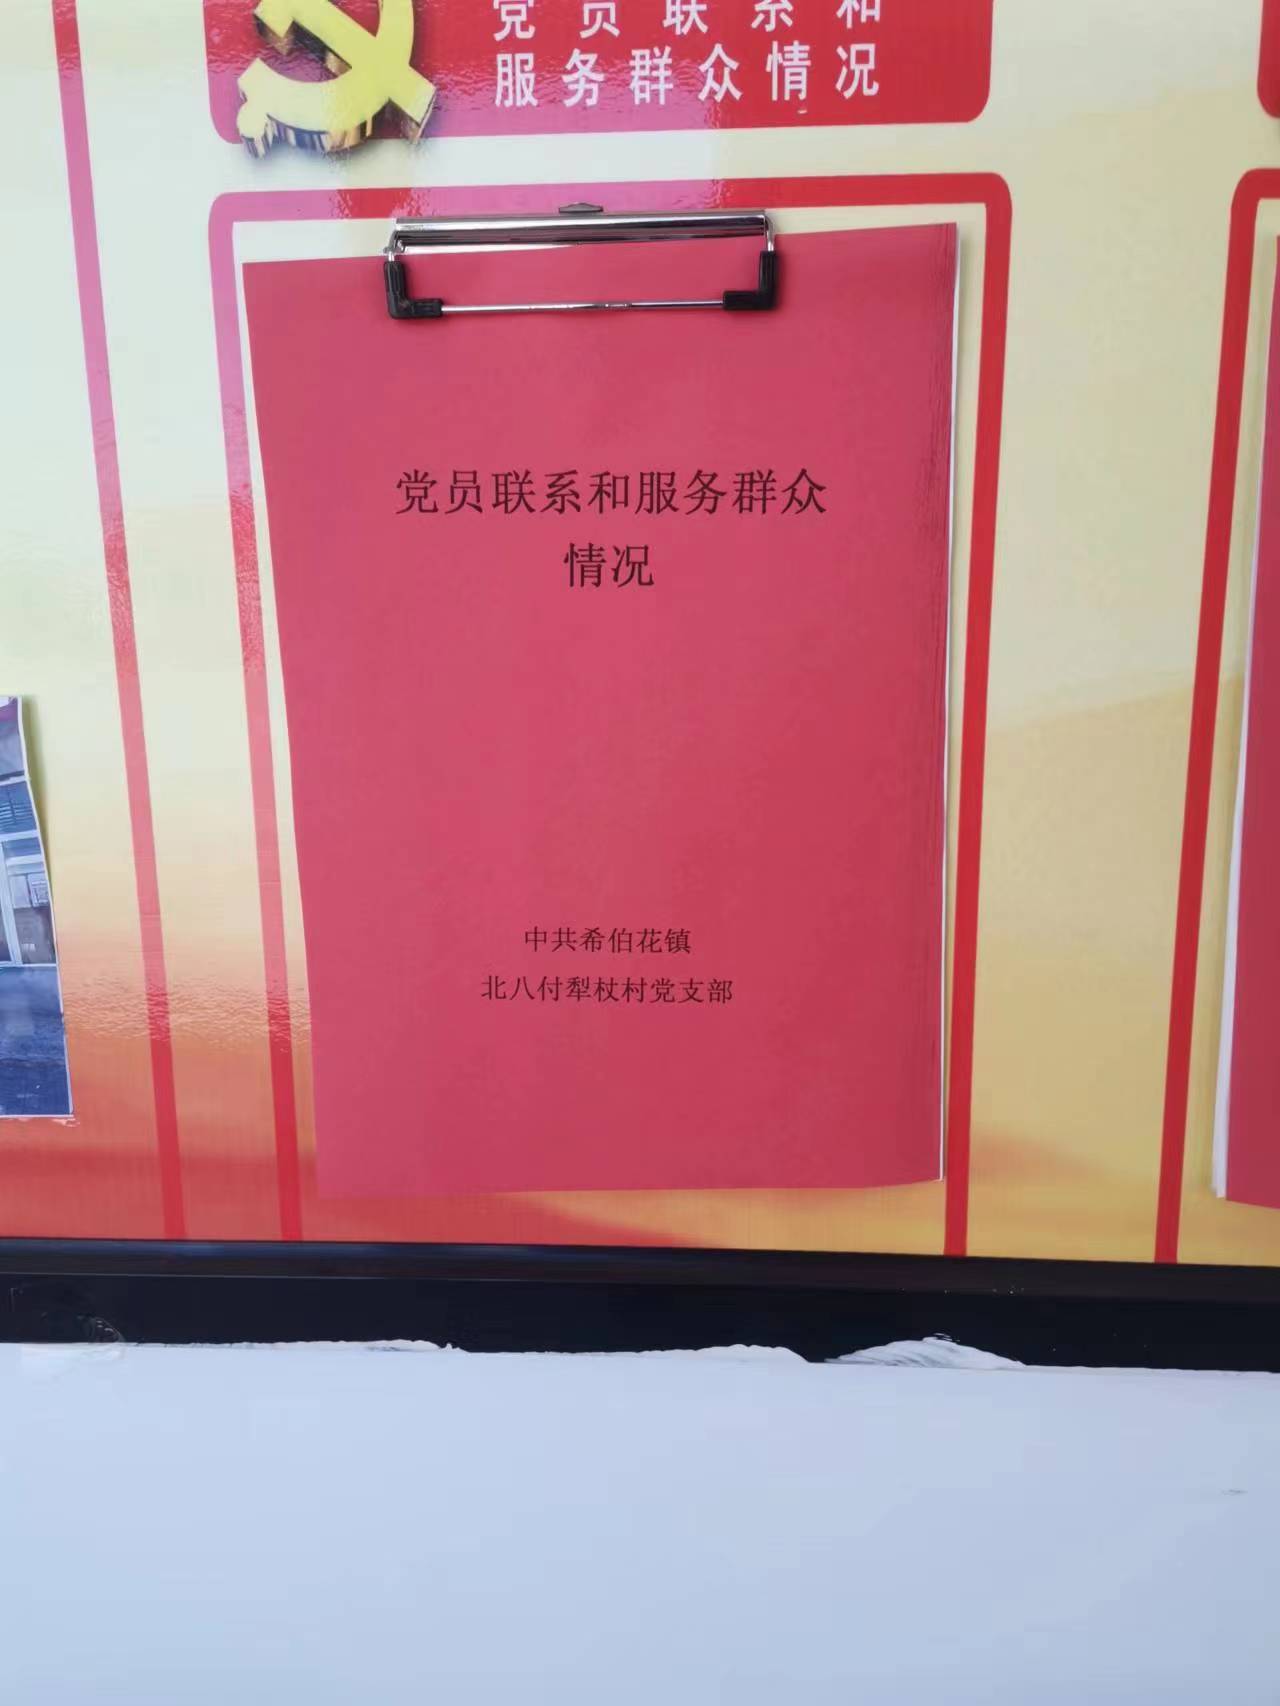 党员联系和
服务群众情况
党员联系和服务群众
情况
中共希伯花镇
北八付犁杖村党支部